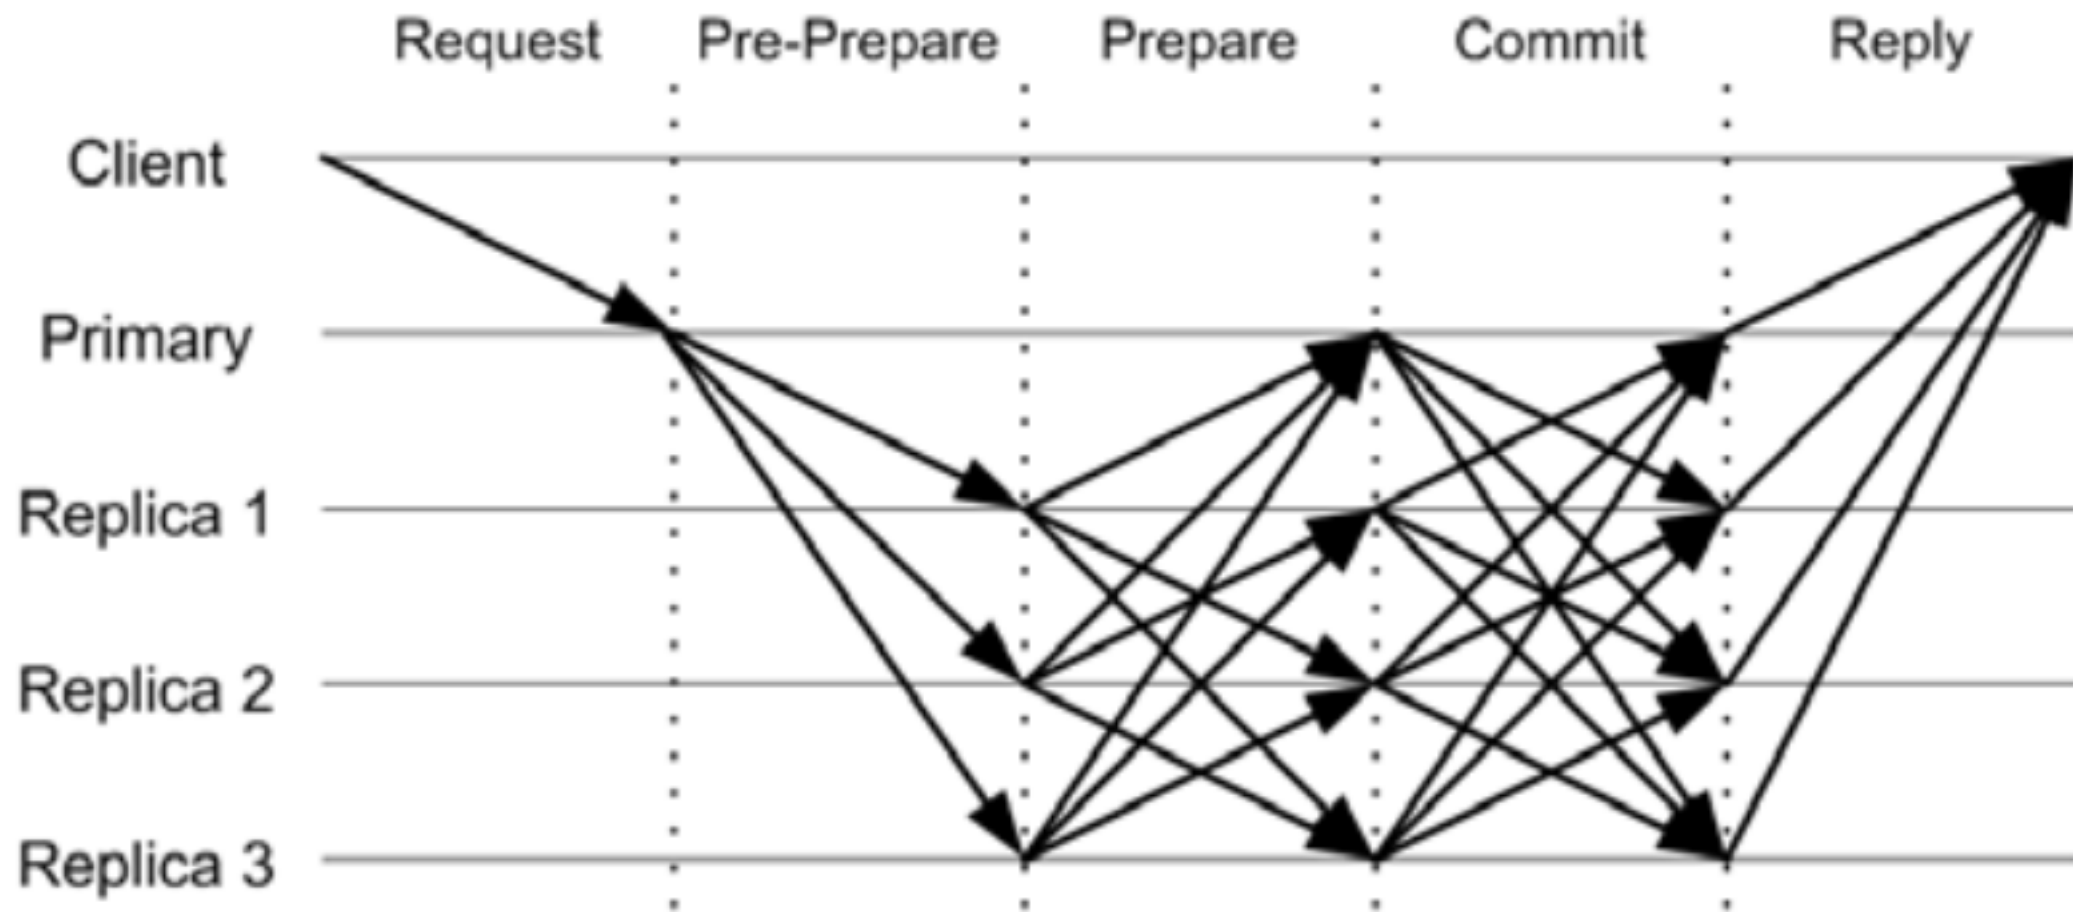 Request Pre-Prepare Prepare Commit Reply
Client
Primary
Replica 1
Replica 2
Replica 3